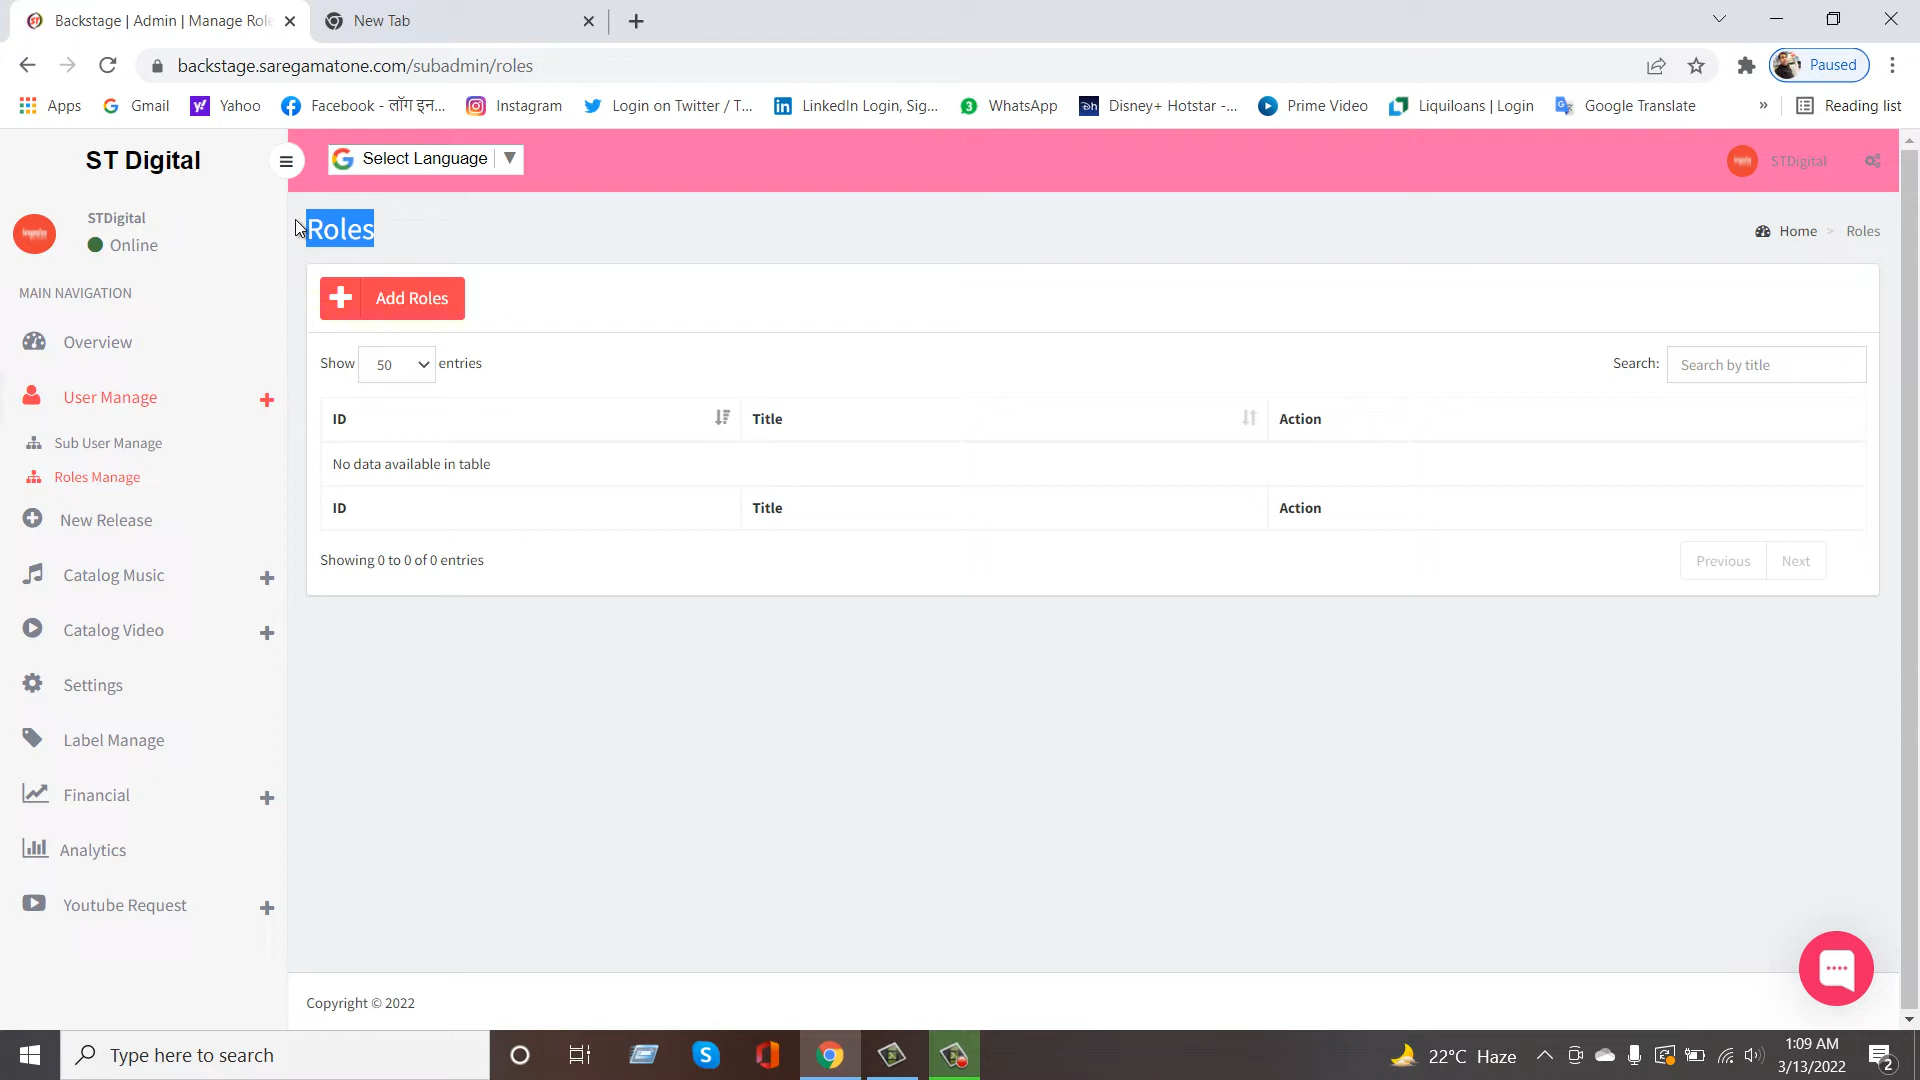 Backstage | Admin | Manage Role
New Tab
backstage.saregamatone.com/subadmin/roles
Paused
Apps
Gmail
Yahoo
Facebook - लॉग इन...
Instagram
Login on Twitter / T...
LinkedIn Login, Sig...
3 WhatsApp
Disney+ Hotstar -...
Prime Video
Liquiloans | Login
Google Translate
»
Reading list
ST Digital
Select Language ▼
STDigital
STDigital
Online
Roles
Home > Roles
MAIN NAVIGATION
Overview
User Manage
Sub User Manage
Roles Manage
New Release
Catalog Music
Catalog Video
Settings
Label Manage
Financial
Analytics
Youtube Request
Add Roles
Show 50 entries
Search: Search by title
ID Title Action
No data available in table
ID Title Action
Showing 0 to 0 of 0 entries
Previous Next
Copyright © 2022
Type here to search
22°C Haze
1:09 AM
3/13/2022
2